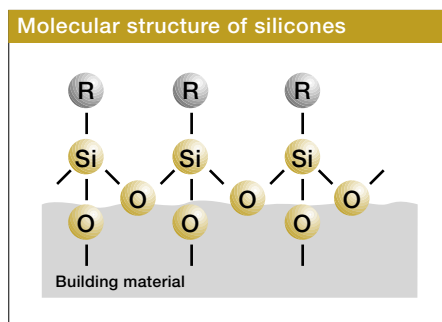 Molecular structure of silicones
R R R
Si Si Si
O O O
O O O
Building material